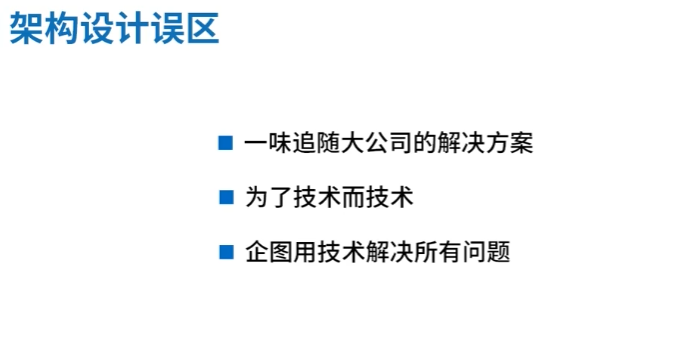 架构设计误区
■ 一味追随大公司的解决方案
■ 为了技术而技术
■ 企图用技术解决所有问题